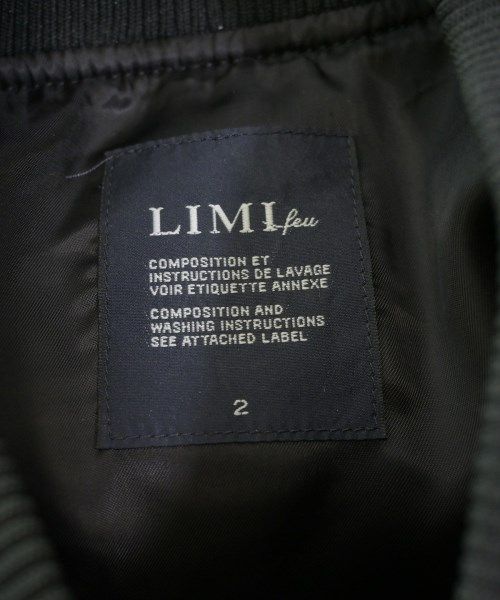 LIMI feu
COMPOSITION ET
INSTRUCTIONS DE LAVAGE
VOIR ETIQUETTE ANNEXE
COMPOSITION AND
WASHING INSTRUCTIONS
SEE ATTACHED LABEL
2